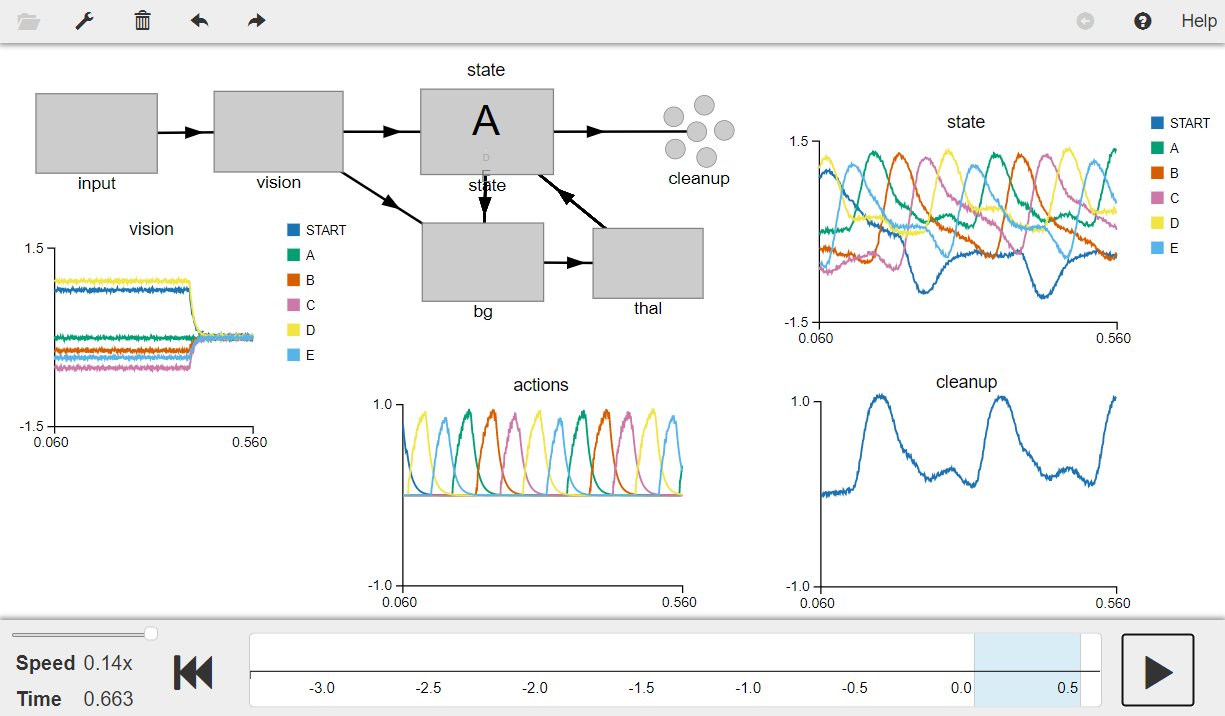 Help
state
A
D
E
input
vision
state
cleanup
bg
thal
vision
1.5
-1.5
0.060
0.560
START
A
B
C
D
E
state
1.5
-1.5
0.060
0.560
START
A
B
C
D
E
actions
1.0
-1.0
0.060
0.560
cleanup
1.0
-1.0
0.060
0.560
Speed 0.14x
Time 0.663
-3.0 -2.5 -2.0 -1.5 -1.0 -0.5 0.0 0.5